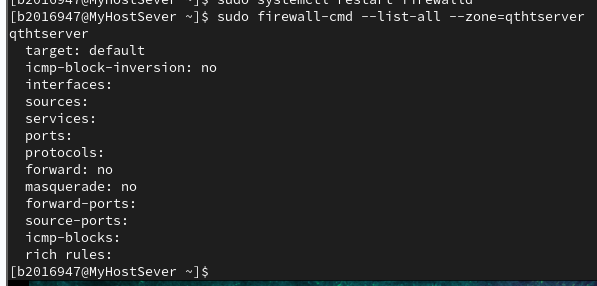 [b2016947@MyHostSever ~]$ sudo systemctl restart firewalld
[b2016947@MyHostSever ~]$ sudo firewall-cmd --list-all --zone=qthtserver
qthtserver
  target: default
  icmp-block-inversion: no
  interfaces:
  sources:
  services:
  ports:
  protocols:
  forward: no
  masquerade: no
  forward-ports:
  source-ports:
  icmp-blocks:
  rich rules:
[b2016947@MyHostSever ~]$